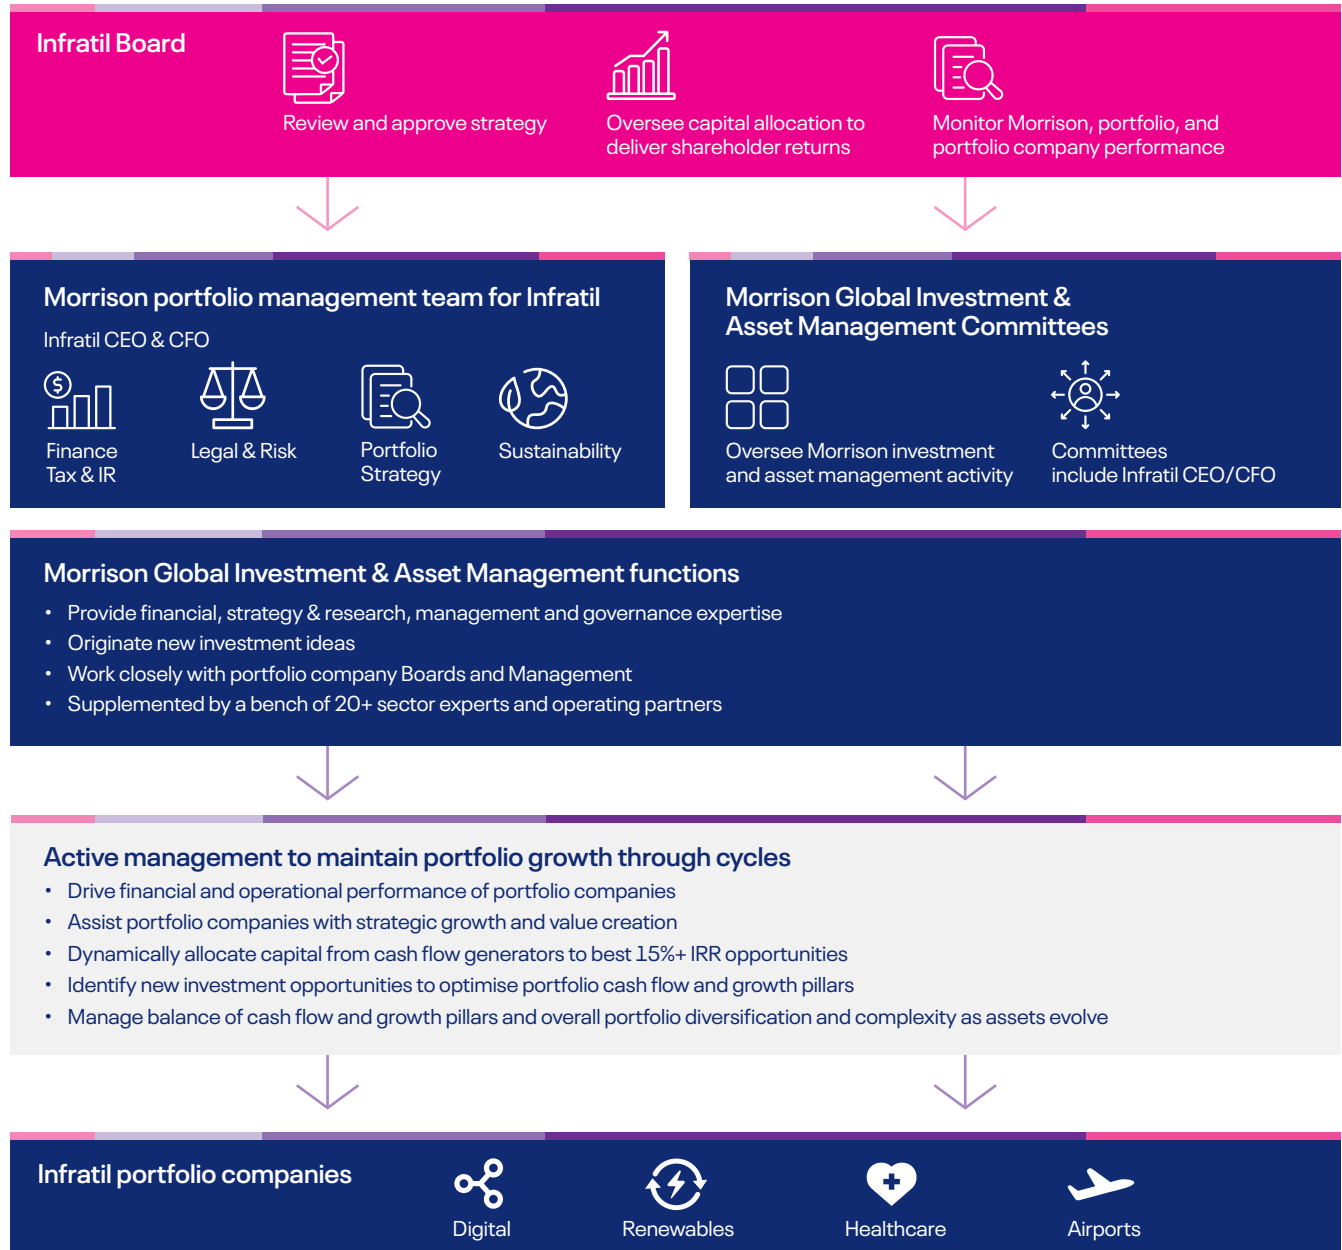 Infratil Board
Review and approve strategy
Oversee capital allocation to
deliver shareholder returns
Monitor Morrison, portfolio, and
portfolio company performance
Morrison portfolio management team for Infratil
Infratil CEO & CFO
$
Finance
Tax & IR
Legal & Risk
Portfolio
Strategy
Sustainability
Morrison Global Investment &
Asset Management Committees
Oversee Morrison investment
and asset management activity
Committees
include Infratil CEO/CFO
Morrison Global Investment & Asset Management functions
• Provide financial, strategy & research, management and governance expertise
• Originate new investment ideas
• Work closely with portfolio company Boards and Management
• Supplemented by a bench of 20+ sector experts and operating partners
Active management to maintain portfolio growth through cycles
• Drive financial and operational performance of portfolio companies
• Assist portfolio companies with strategic growth and value creation
• Dynamically allocate capital from cash flow generators to best 15%+ IRR opportunities
• Identify new investment opportunities to optimise portfolio cash flow and growth pillars
• Manage balance of cash flow and growth pillars and overall portfolio diversification and complexity as assets evolve
Infratil portfolio companies
Digital
Renewables
Healthcare
Airports